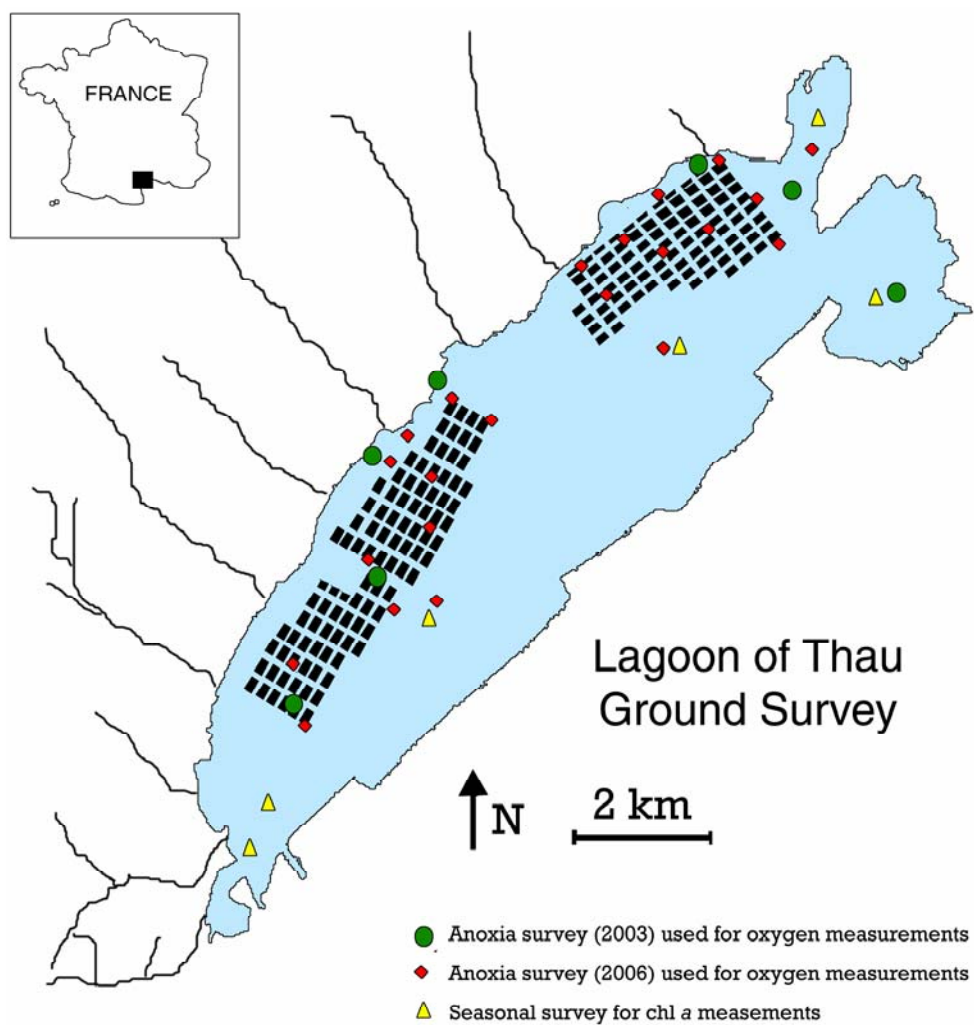 FRANCE
Lagoon of Thau
Ground Survey
N
2 km
Anoxia survey (2003) used for oxygen measurements
Anoxia survey (2006) used for oxygen measurements
Seasonal survey for chl a measements